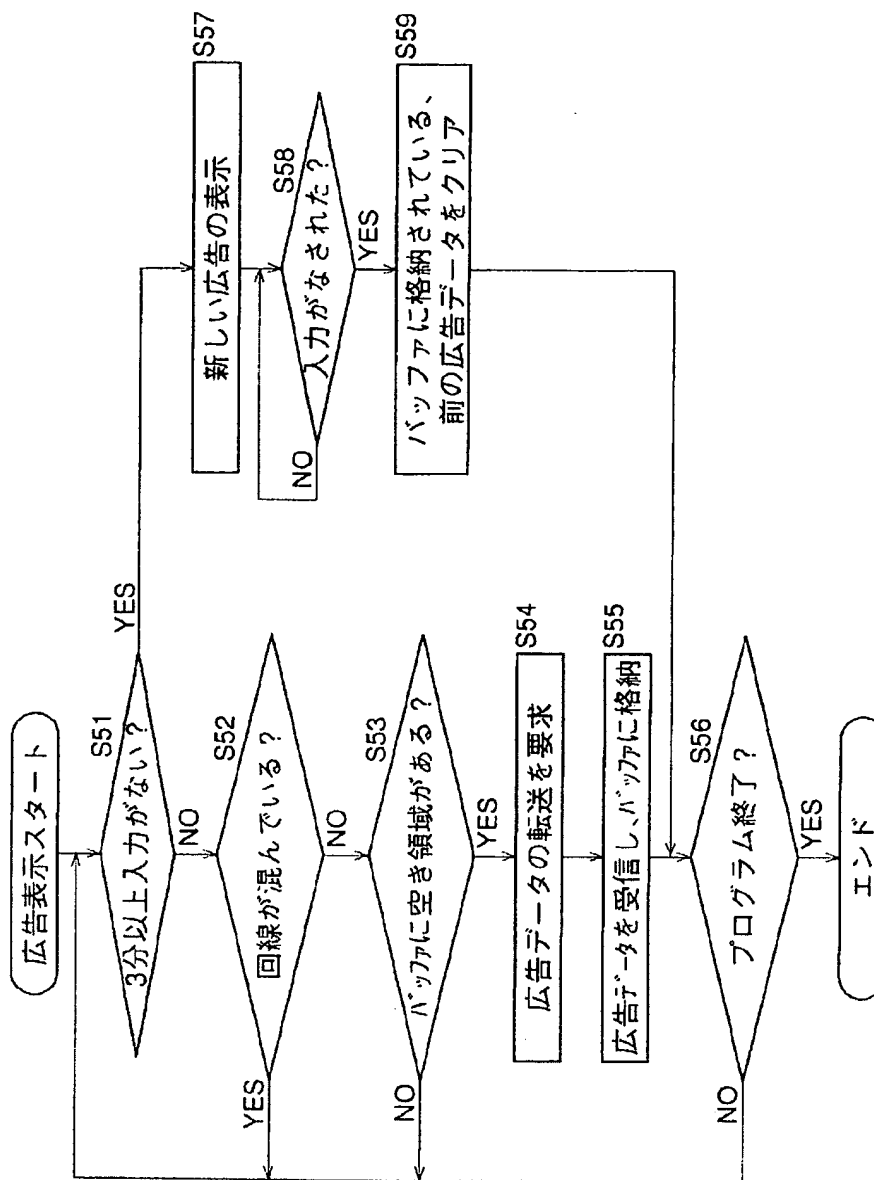 広告表示スタート
S51
3分以上入力がない?
YES
NO
S52
回線が混んでいる?
YES
NO
S53
バッファに空き領域がある?
NO
YES
S54
広告データの転送を要求
S55
広告データを受信し、バッファに格納
S56
プログラム終了?
NO
YES
エンド
S57
新しい広告の表示
S58
入力がなされた?
NO
YES
S59
バッファに格納されている、
前の広告データをクリア